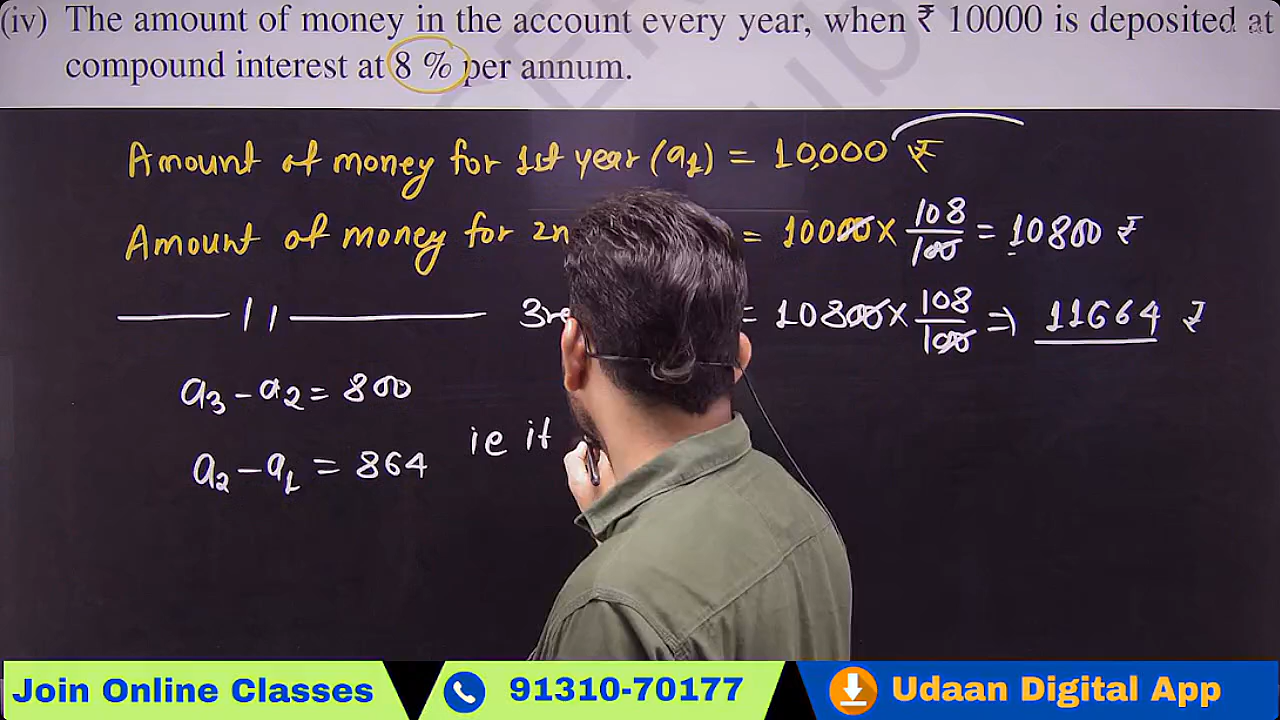 (iv) The amount of money in the account every year, when ₹ 10000 is deposited at
compound interest at 8 % per annum.
Amount of money for 1st year (a1) = 10,000 ₹
Amount of money for 2n = 10000 × 108/100 = 10800 ₹
—— 11 —— 3r = 10800 × 108/100 ⇒ 11664 ₹
a3 - a2 = 800
ie it
a2 - a1 = 864
Join Online Classes
91310-70177
Udaan Digital App